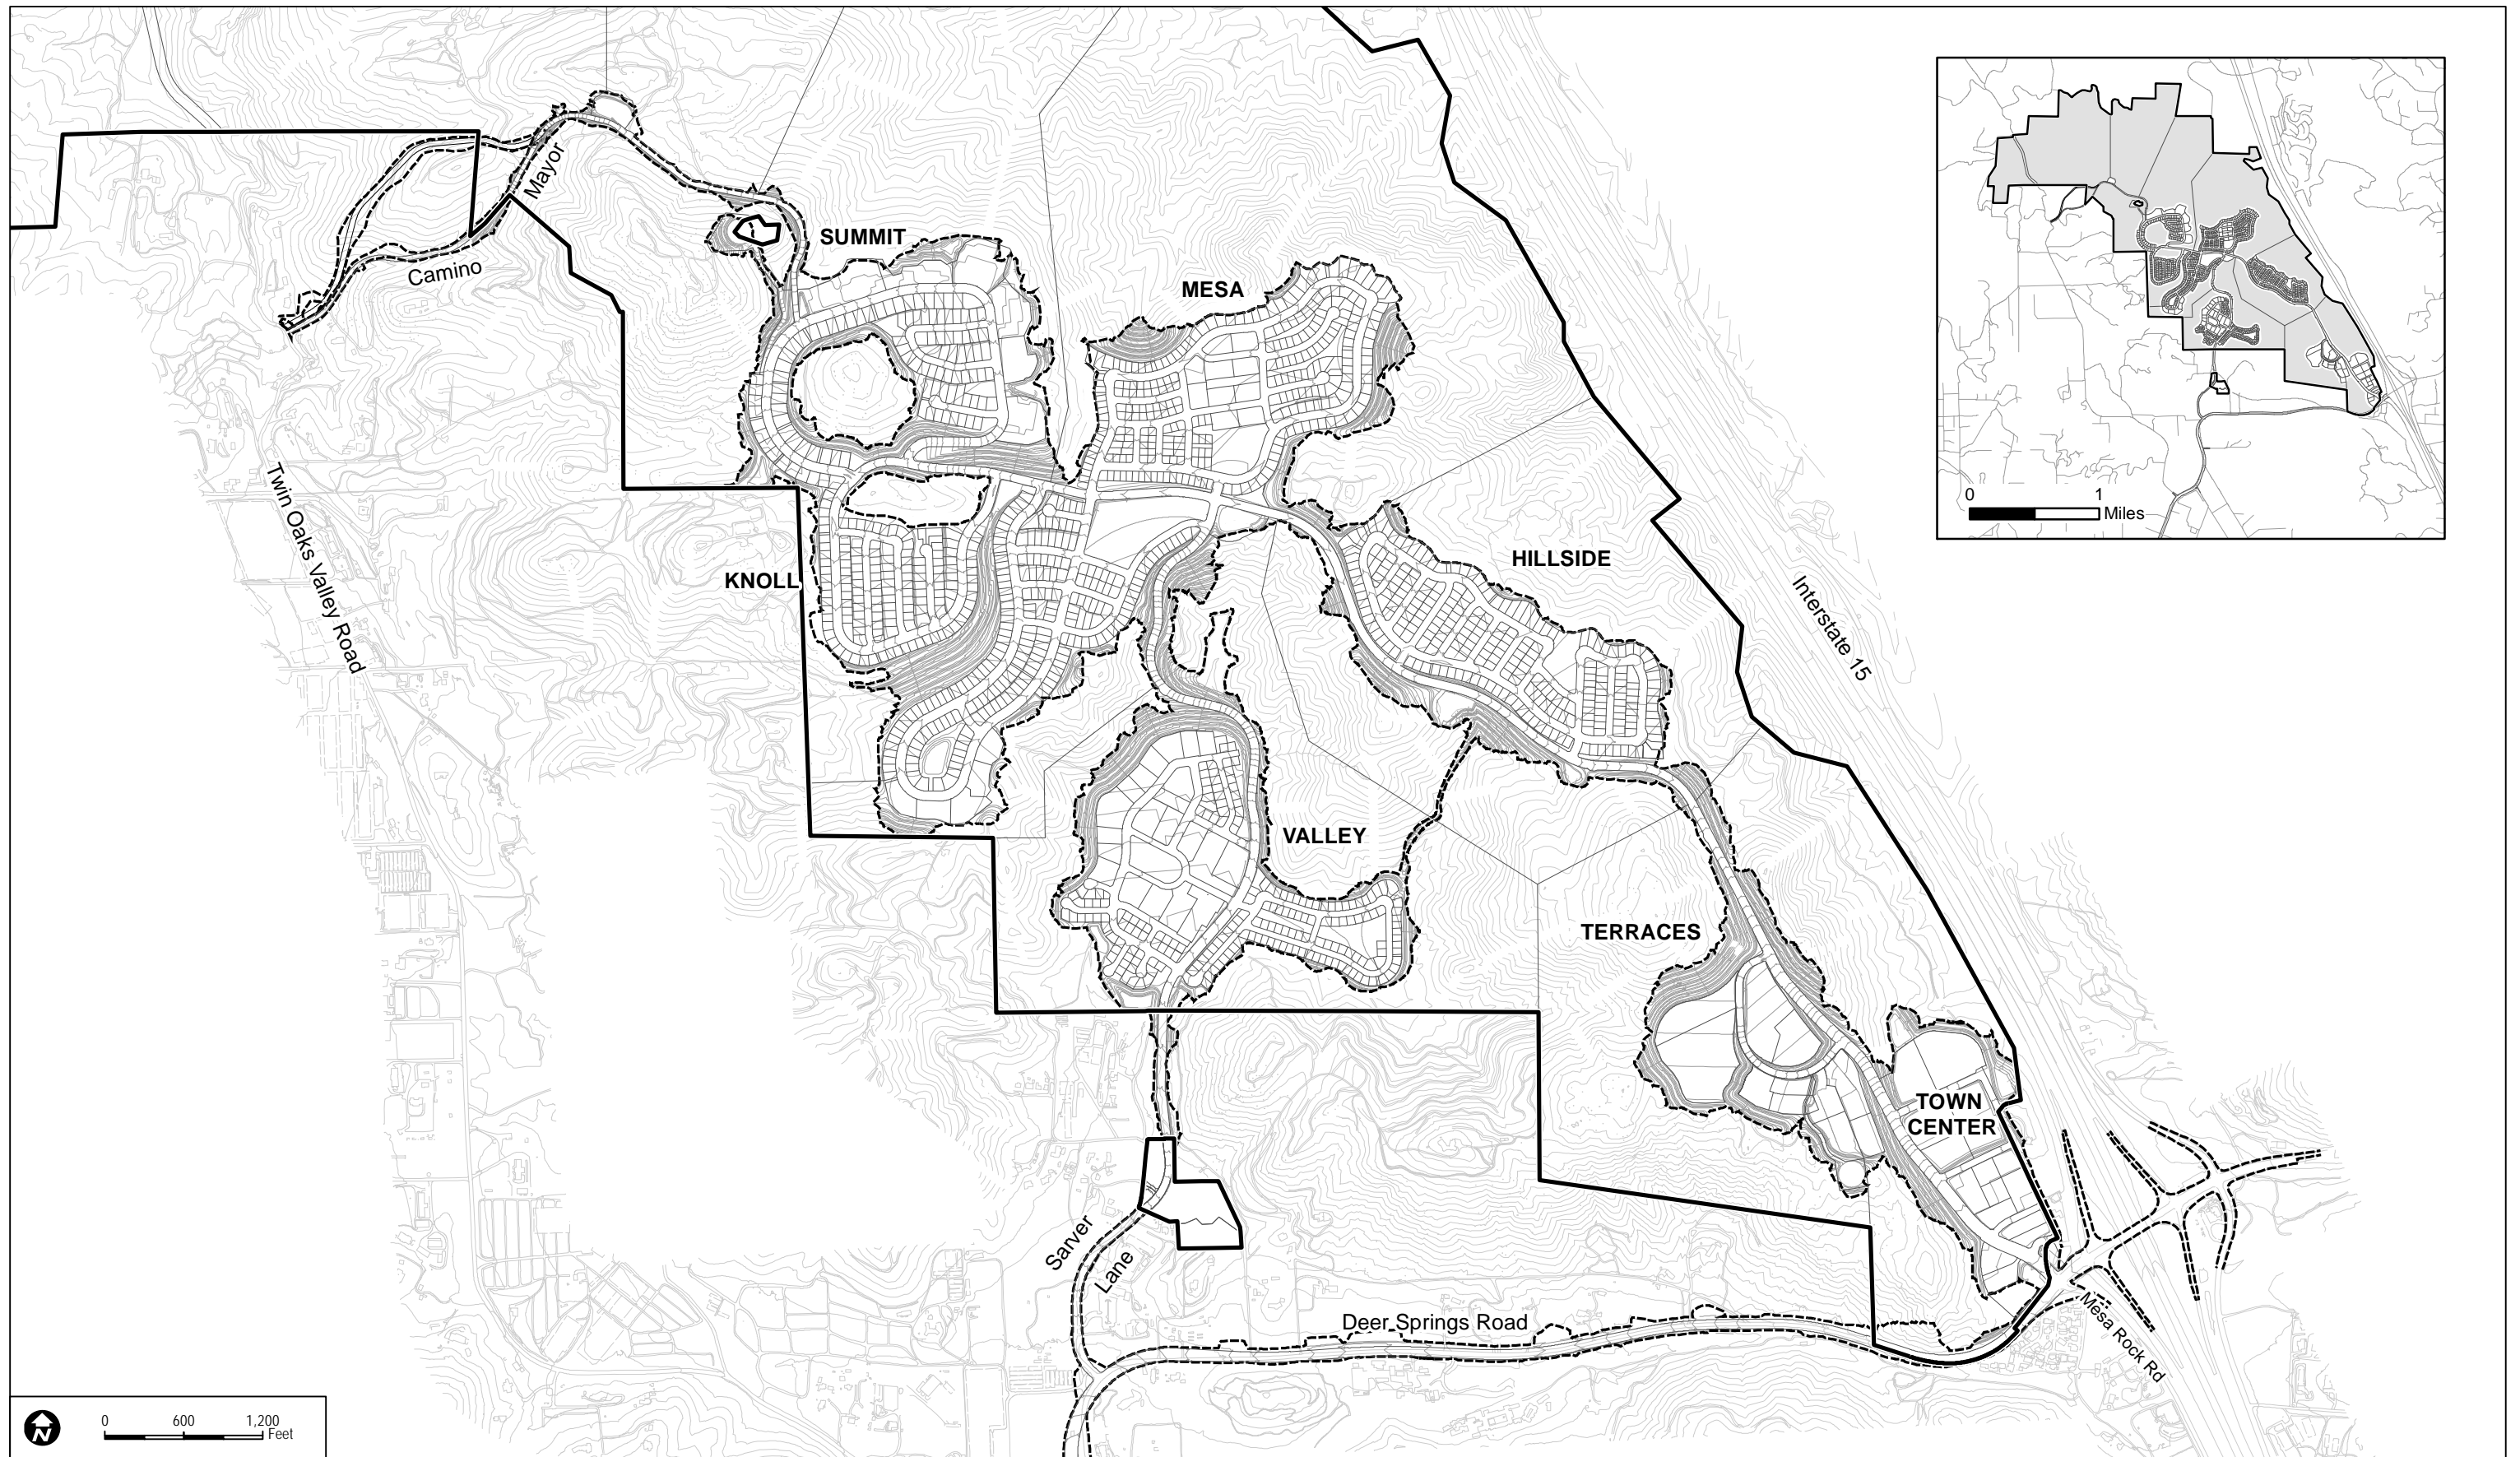 Mayor
Camino
SUMMIT
MESA
0 1
Miles
Twin Oaks Valley Road
KNOLL
HILLSIDE
Interstate 15
VALLEY
TERRACES
TOWN
CENTER
Sarver
Lane
Deer Springs Road
Mesa Rock Rd
N
0 600 1,200
Feet